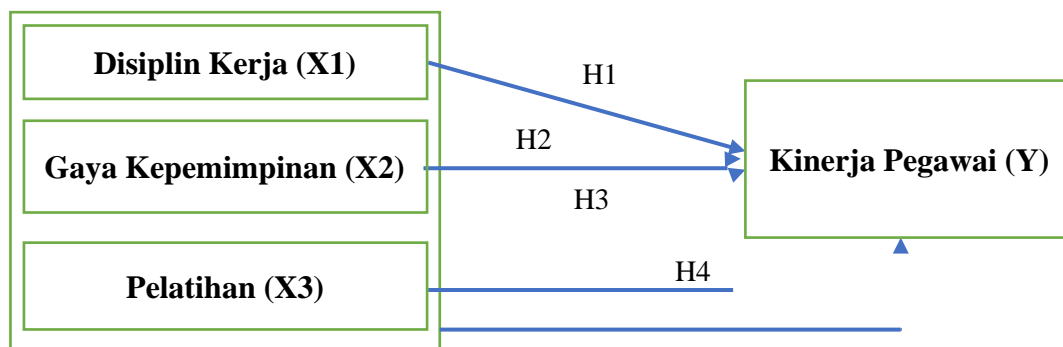 Disiplin Kerja (X1)
H1
Gaya Kepemimpinan (X2)
H2
Kinerja Pegawai (Y)
H3
Pelatihan (X3)
H4